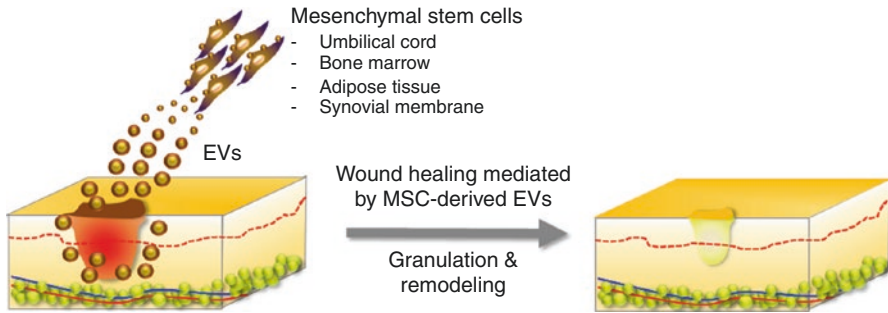 Mesenchymal stem cells
- Umbilical cord
- Bone marrow
- Adipose tissue
- Synovial membrane
EVs
Wound healing mediated
by MSC-derived EVs
Granulation &
remodeling